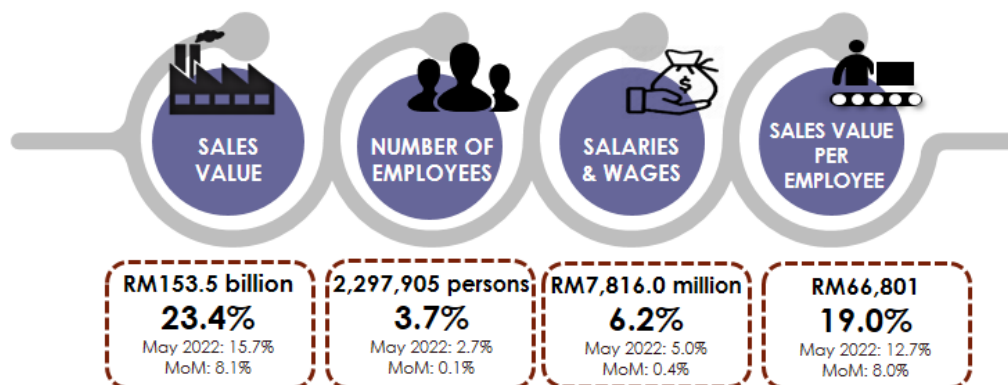 SALES
VALUE
NUMBER OF
EMPLOYEES
$
SALARIES
& WAGES
SALES VALUE
PER
EMPLOYEE
RM153.5 billion
23.4%
May 2022: 15.7%
MoM: 8.1%
2,297,905 persons
3.7%
May 2022: 2.7%
MoM: 0.1%
RM7,816.0 million
6.2%
May 2022: 5.0%
MoM: 0.4%
RM66,801
19.0%
May 2022: 12.7%
MoM: 8.0%